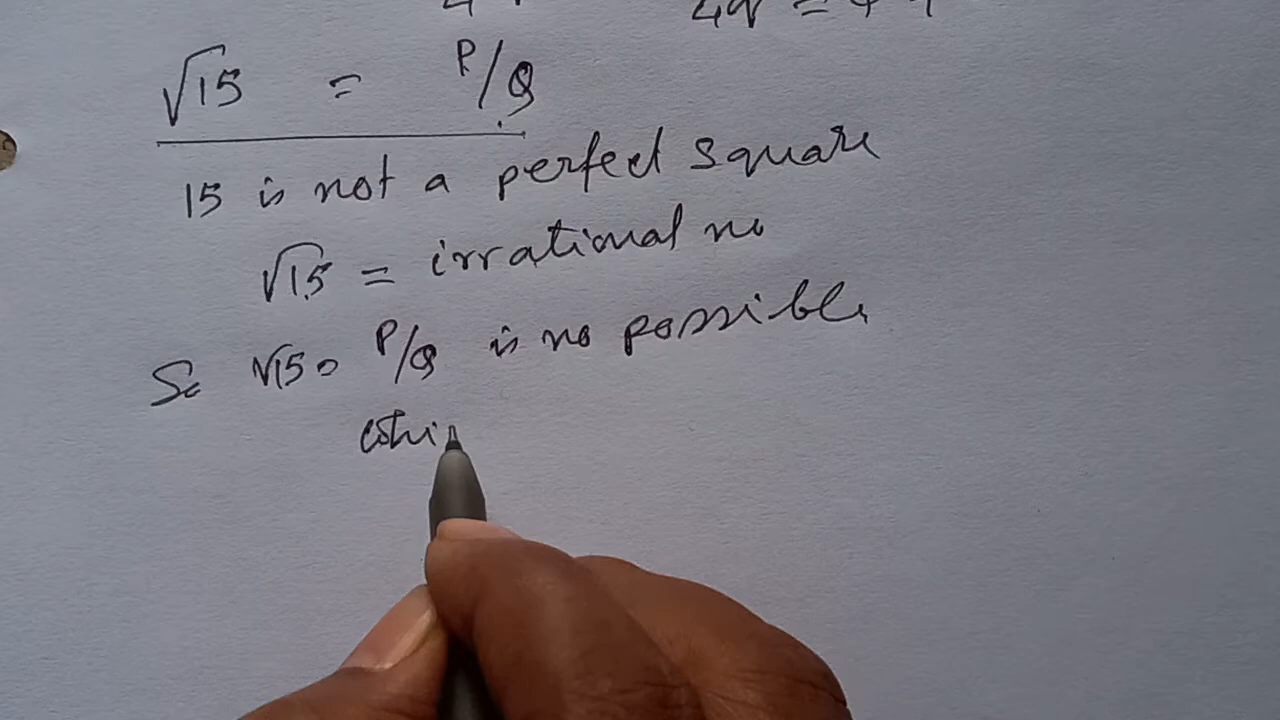 √15 = P/Q
15 is not a perfect square
√15 = irrational no
So √15 = P/Q is no possible